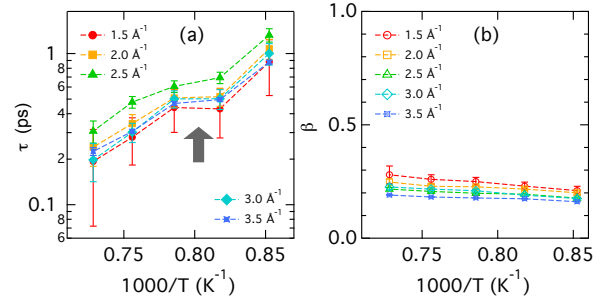 (a)
1.5 Å⁻¹
2.0 Å⁻¹
2.5 Å⁻¹
3.0 Å⁻¹
3.5 Å⁻¹
τ (ps)
1
8
6
4
2
0.1
8
6
0.75
0.80
0.85
1000/T (K⁻¹)
(b)
1.5 Å⁻¹
2.0 Å⁻¹
2.5 Å⁻¹
3.0 Å⁻¹
3.5 Å⁻¹
β
1.0
0.5
0.0
0.75
0.80
0.85
1000/T (K⁻¹)